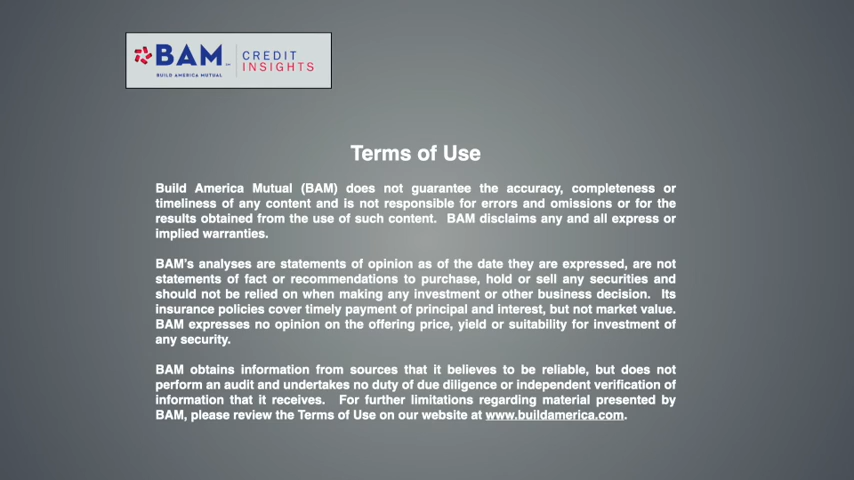 BAM CREDIT
BUILD AMERICA MUTUAL INSIGHTS
Terms of Use
Build America Mutual (BAM) does not guarantee the accuracy, completeness or
timeliness of any content and is not responsible for errors and omissions or for the
results obtained from the use of such content. BAM disclaims any and all express or
implied warranties.
BAM's analyses are statements of opinion as of the date they are expressed, are not
statements of fact or recommendations to purchase, hold or sell any securities and
should not be relied on when making any investment or other business decision. Its
insurance policies cover timely payment of principal and interest, but not market value.
BAM expresses no opinion on the offering price, yield or suitability for investment of
any security.
BAM obtains information from sources that it believes to be reliable, but does not
perform an audit and undertakes no duty of due diligence or independent verification of
information that it receives. For further limitations regarding material presented by
BAM, please review the Terms of Use on our website at www.buildamerica.com.